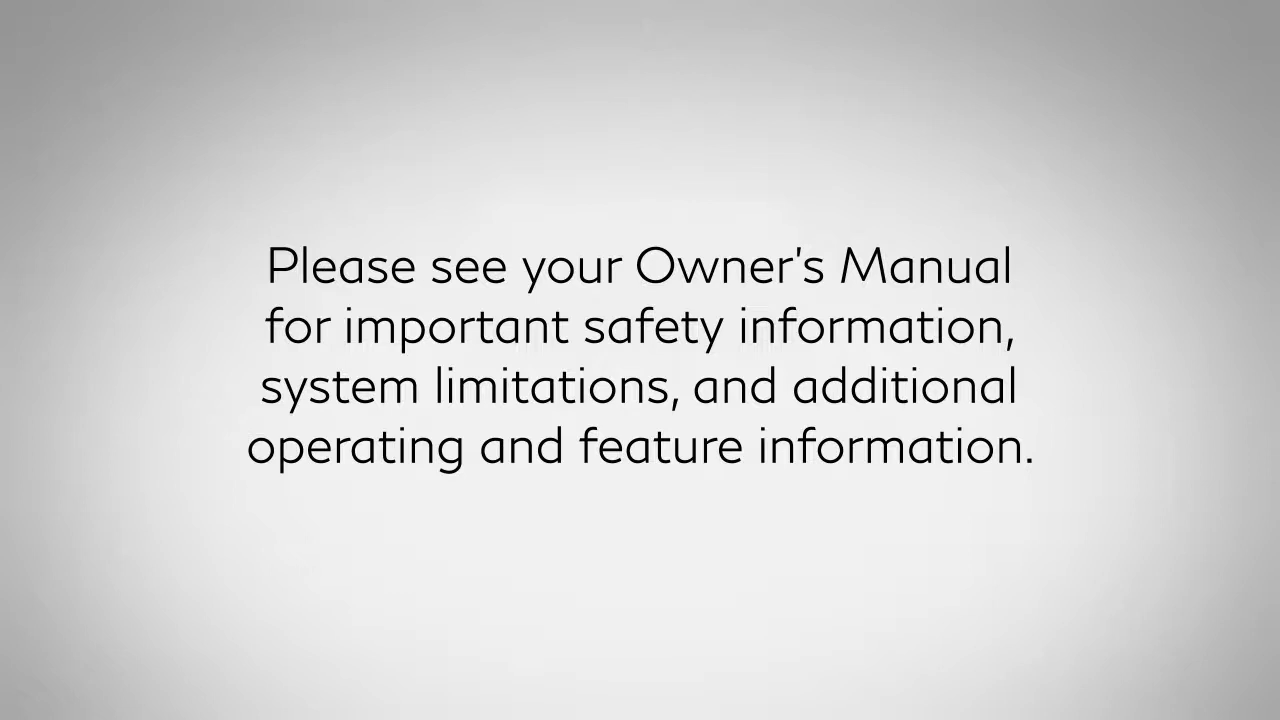 Please see your Owner's Manual
for important safety information,
system limitations, and additional
operating and feature information.